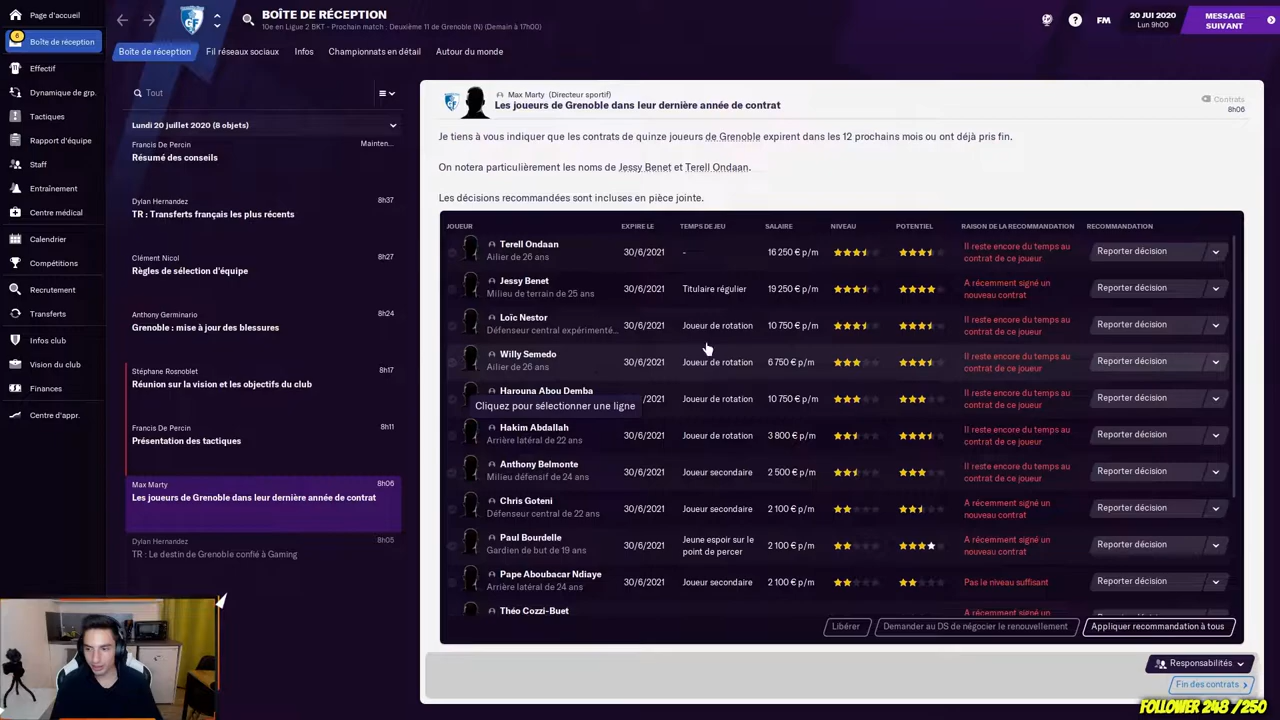 Page d'accueil
6
Boîte de réception
Effectif
Dynamique de grp.
Tactiques
Rapport d'équipe
Staff
Entraînement
Centre médical
Calendrier
Compétitions
Recrutement
Transferts
Infos club
Vision du club
Finances
Centre d'appr.
GF
BOÎTE DE RÉCEPTION
10e en Ligue 2 BKT - Prochain match : Deuxième 11 de Grenoble (N) (Demain à 17h00)
? FM
20 JUI 2020
Lun 9h00
MESSAGE
SUIVANT
Boîte de réception Fil réseaux sociaux Infos Championnats en détail Autour du monde
Tout
Lundi 20 juillet 2020 (8 objets)
Francis De Percin Mainten...
Résumé des conseils
Dylan Hernandez 8h37
TR : Transferts français les plus récents
Clément Nicol 8h27
Règles de sélection d'équipe
Anthony Germinario 8h24
Grenoble : mise à jour des blessures
Stéphane Rosnoblet 8h17
Réunion sur la vision et les objectifs du club
Francis De Percin 8h11
Présentation des tactiques
Max Marty 8h06
Les joueurs de Grenoble dans leur dernière année de contrat
Dylan Hernandez 8h05
TR : Le destin de Grenoble confié à Gaming
Max Marty (Directeur sportif)
Les joueurs de Grenoble dans leur dernière année de contrat
Contrats
8h06
Je tiens à vous indiquer que les contrats de quinze joueurs de Grenoble expirent dans les 12 prochains mois ou ont déjà pris fin.
On notera particulièrement les noms de Jessy Benet et Terell Ondaan.
Les décisions recommandées sont incluses en pièce jointe.
JOUEUR EXPIRE LE TEMPS DE JEU SALAIRE NIVEAU POTENTIEL RAISON DE LA RECOMMANDATION RECOMMANDATION
Terell Ondaan
Ailier de 26 ans
30/6/2021 - 16 250 € p/m
Il reste encore du temps au
contrat de ce joueur
Reporter décision
Jessy Benet
Milieu de terrain de 25 ans
30/6/2021 Titulaire régulier 19 250 € p/m
A récemment signé un
nouveau contrat
Reporter décision
Loïc Nestor
Défenseur central expérimenté...
30/6/2021 Joueur de rotation 10 750 € p/m
Il reste encore du temps au
contrat de ce joueur
Reporter décision
Willy Semedo
Ailier de 26 ans
30/6/2021 Joueur de rotation 6 750 € p/m
Il reste encore du temps au
contrat de ce joueur
Reporter décision
Harouna Abou Demba
Cliquez pour sélectionner une ligne
/6/2021 Joueur de rotation 10 750 € p/m
Il reste encore du temps au
contrat de ce joueur
Reporter décision
Hakim Abdallah
Arrière latéral de 22 ans
30/6/2021 Joueur de rotation 3 800 € p/m
Il reste encore du temps au
contrat de ce joueur
Reporter décision
Anthony Belmonte
Milieu défensif de 24 ans
30/6/2021 Joueur secondaire 2 500 € p/m
Il reste encore du temps au
contrat de ce joueur
Reporter décision
Chris Goteni
Défenseur central de 22 ans
30/6/2021 Joueur secondaire 2 100 € p/m
A récemment signé un
nouveau contrat
Reporter décision
Paul Bourdelle
Gardien de but de 19 ans
30/6/2021 Jeune espoir sur le
point de percer
2 100 € p/m
A récemment signé un
nouveau contrat
Reporter décision
Pape Aboubacar Ndiaye
Arrière latéral de 24 ans
30/6/2021 Joueur secondaire 2 100 € p/m
Pas le niveau suffisant
Reporter décision
Théo Cozzi-Buet
A récemment signé un
Libérer Demander au DS de négocier le renouvellement Appliquer recommandation à tous
Responsabilités
Fin des contrats
FOLLOWER 248 /250